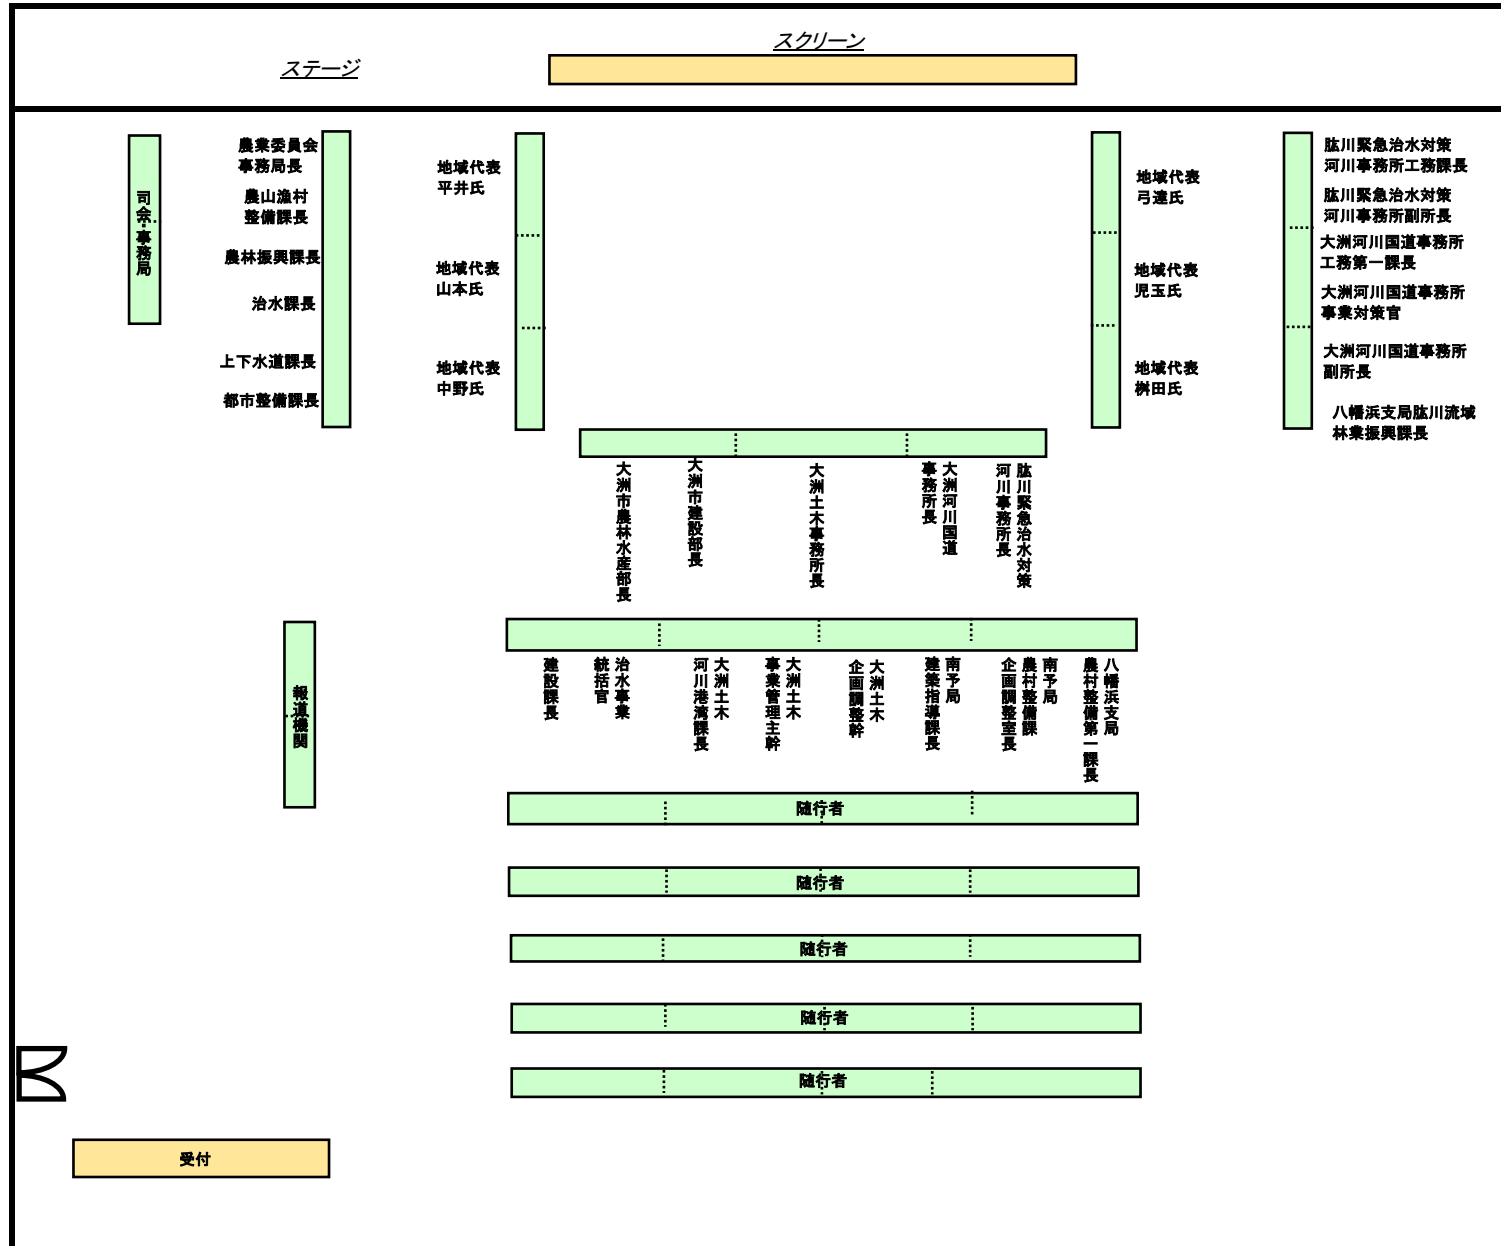 スクリーン
ステージ
司会・事務局
農業委員会
事務局長
農山漁村
整備課長
農林振興課長
治水課長
上下水道課長
都市整備課長
地域代表
平井氏
地域代表
山本氏
地域代表
中野氏
地域代表
弓達氏
地域代表
児玉氏
地域代表
桝田氏
肱川緊急治水対策
河川事務所工務課長
肱川緊急治水対策
河川事務所副所長
大洲河川国道事務所
工務第一課長
大洲河川国道事務所
事業対策官
大洲河川国道事務所
副所長
八幡浜支局肱川流域
林業振興課長
大洲市農林水産部長
大洲市建設部長
大洲土木事務所長
大洲河川国道
事務所長
肱川緊急治水対策
河川事務所長
報道機関
建設課長
治水事業
統括官
大洲土木
河川港湾課長
大洲土木
事業管理主幹
大洲土木
企画調整幹
南予局
建築指導課長
南予局
農村整備課
企画調整室長
八幡浜支局
農村整備第一課長
随行者
随行者
随行者
随行者
随行者
受付